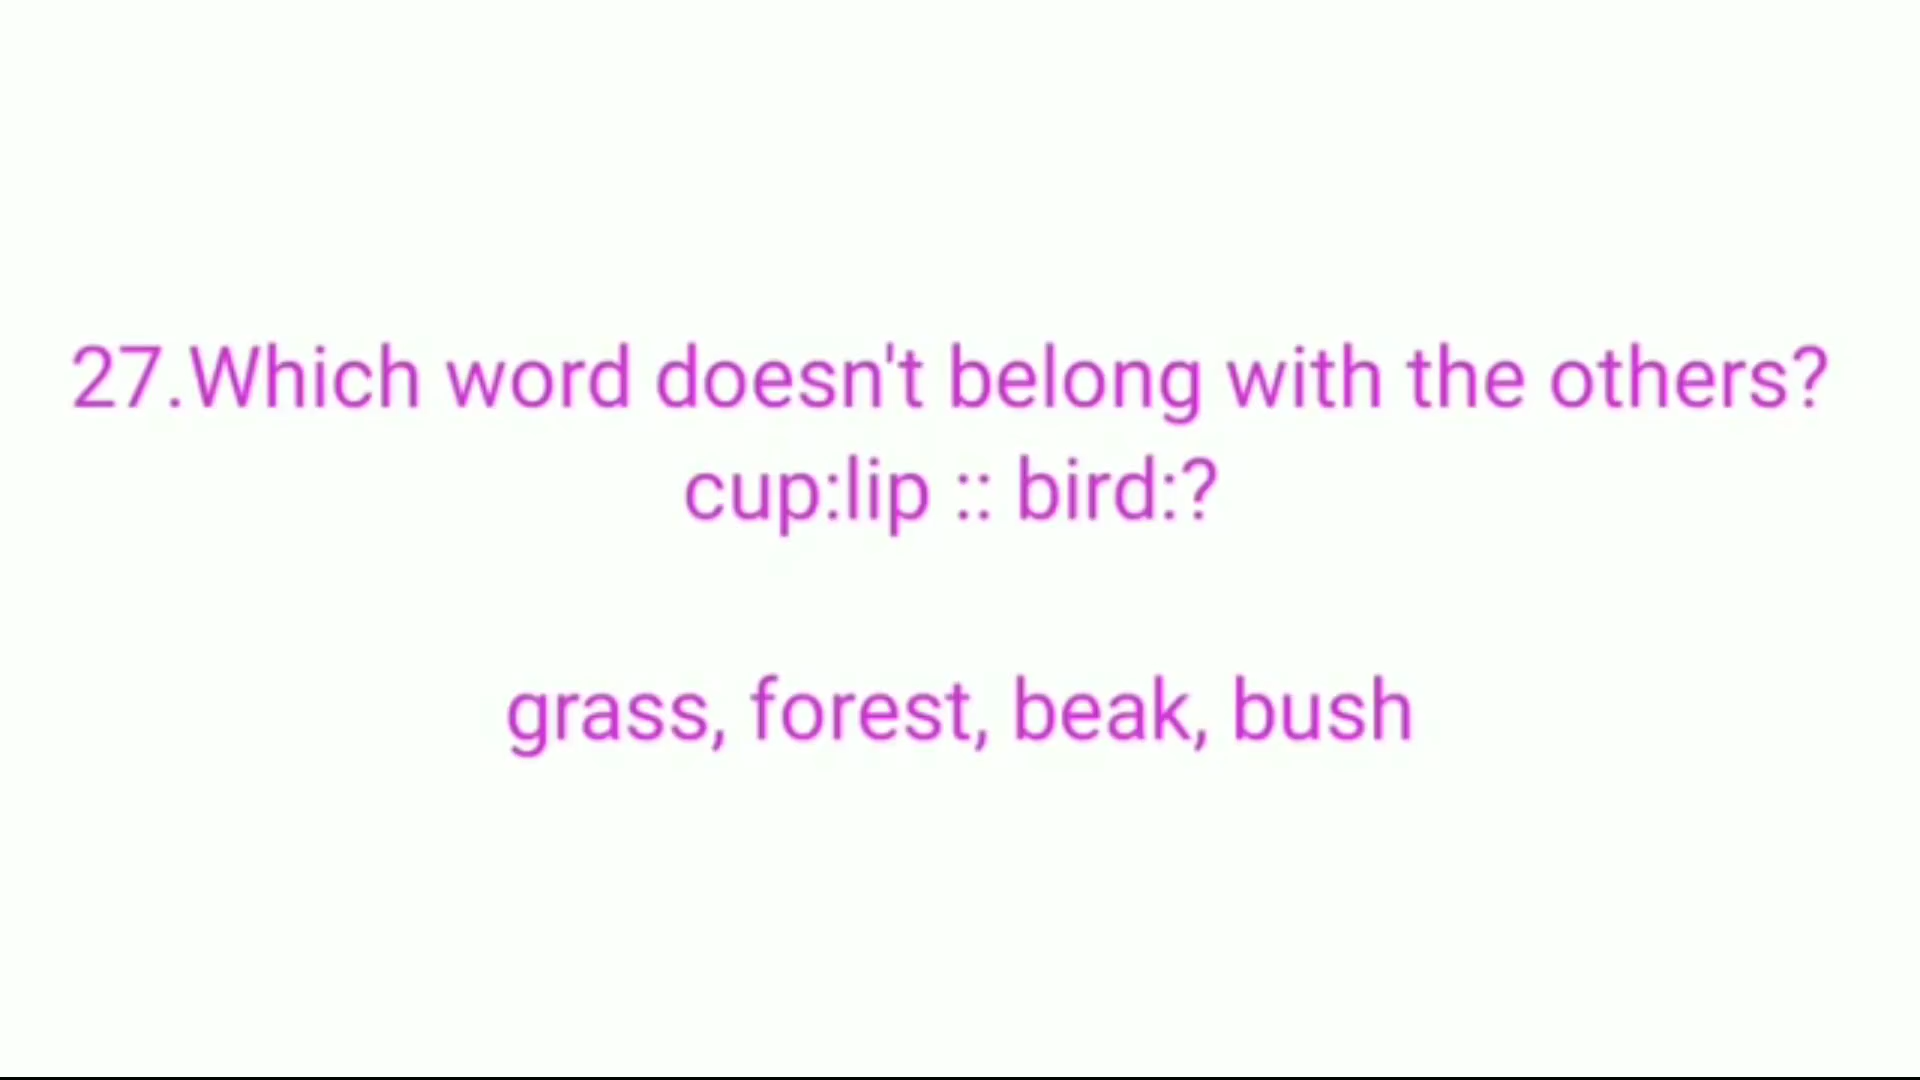 27.Which word doesn't belong with the others?
cup:lip :: bird:?
grass, forest, beak, bush